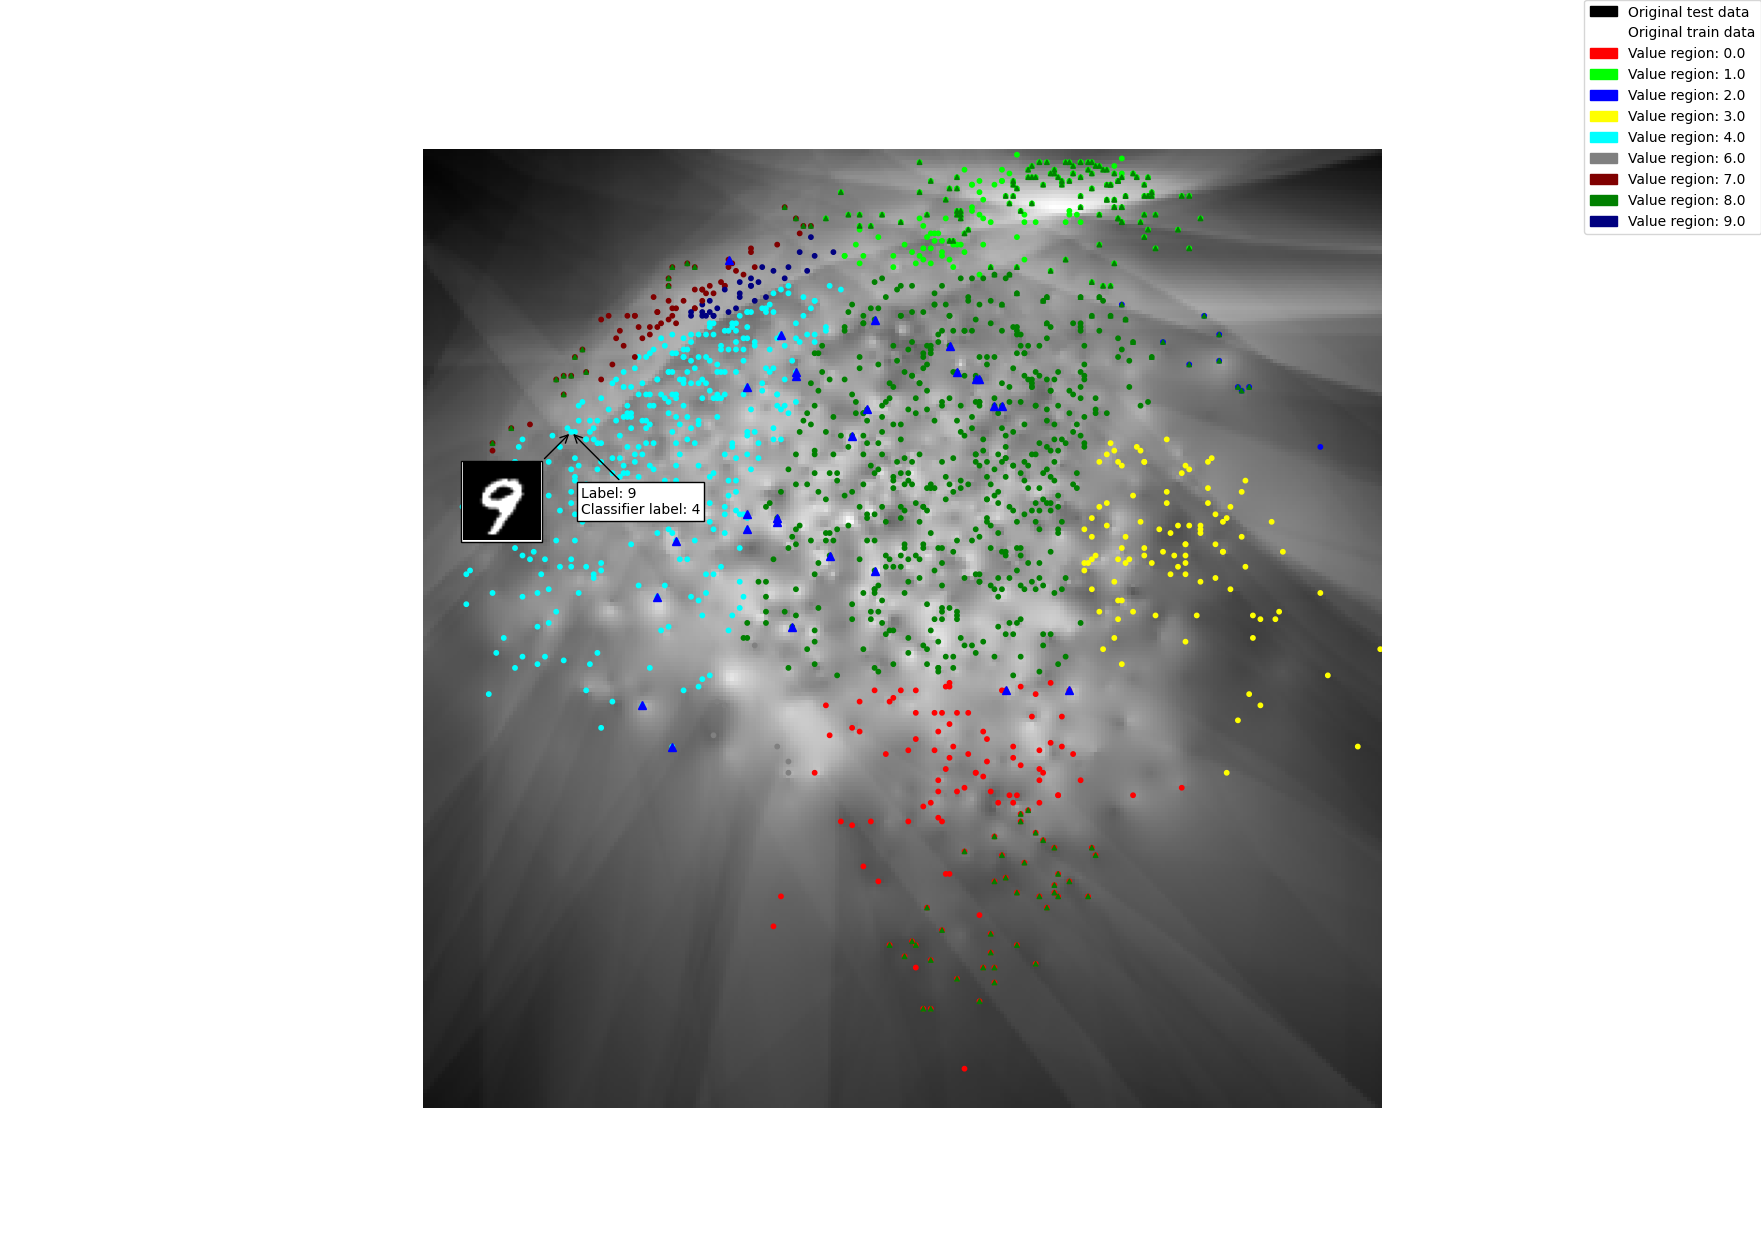 Original test data
Original train data
Value region: 0.0
Value region: 1.0
Value region: 2.0
Value region: 3.0
Value region: 4.0
Value region: 6.0
Value region: 7.0
Value region: 8.0
Value region: 9.0
9
Label: 9
Classifier label: 4